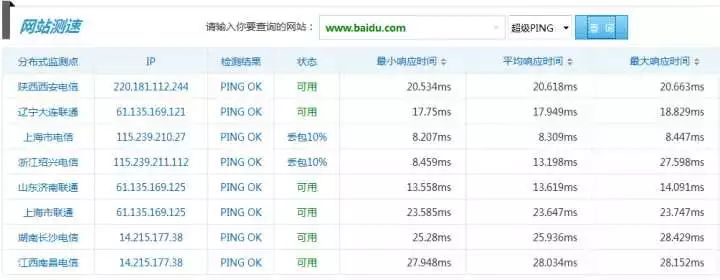 网站测速 请输入你要查询的网站： www.baidu.com 超级PING 查 询
分布式监测点 IP 检测结果 状态 最小响应时间 平均响应时间 最大响应时间
陕西西安电信 220.181.112.244 PING OK 可用 20.534ms 20.618ms 20.663ms
辽宁大连联通 61.135.169.121 PING OK 可用 17.75ms 17.949ms 18.829ms
上海市电信 115.239.210.27 PING OK 丢包10% 8.207ms 8.309ms 8.447ms
浙江绍兴电信 115.239.211.112 PING OK 丢包10% 8.459ms 13.198ms 27.598ms
山东济南联通 61.135.169.125 PING OK 可用 13.558ms 13.619ms 14.091ms
上海市联通 61.135.169.125 PING OK 可用 23.585ms 23.647ms 23.747ms
湖南长沙电信 14.215.177.38 PING OK 可用 25.28ms 25.936ms 28.429ms
江西南昌电信 14.215.177.38 PING OK 可用 27.948ms 28.034ms 28.152ms